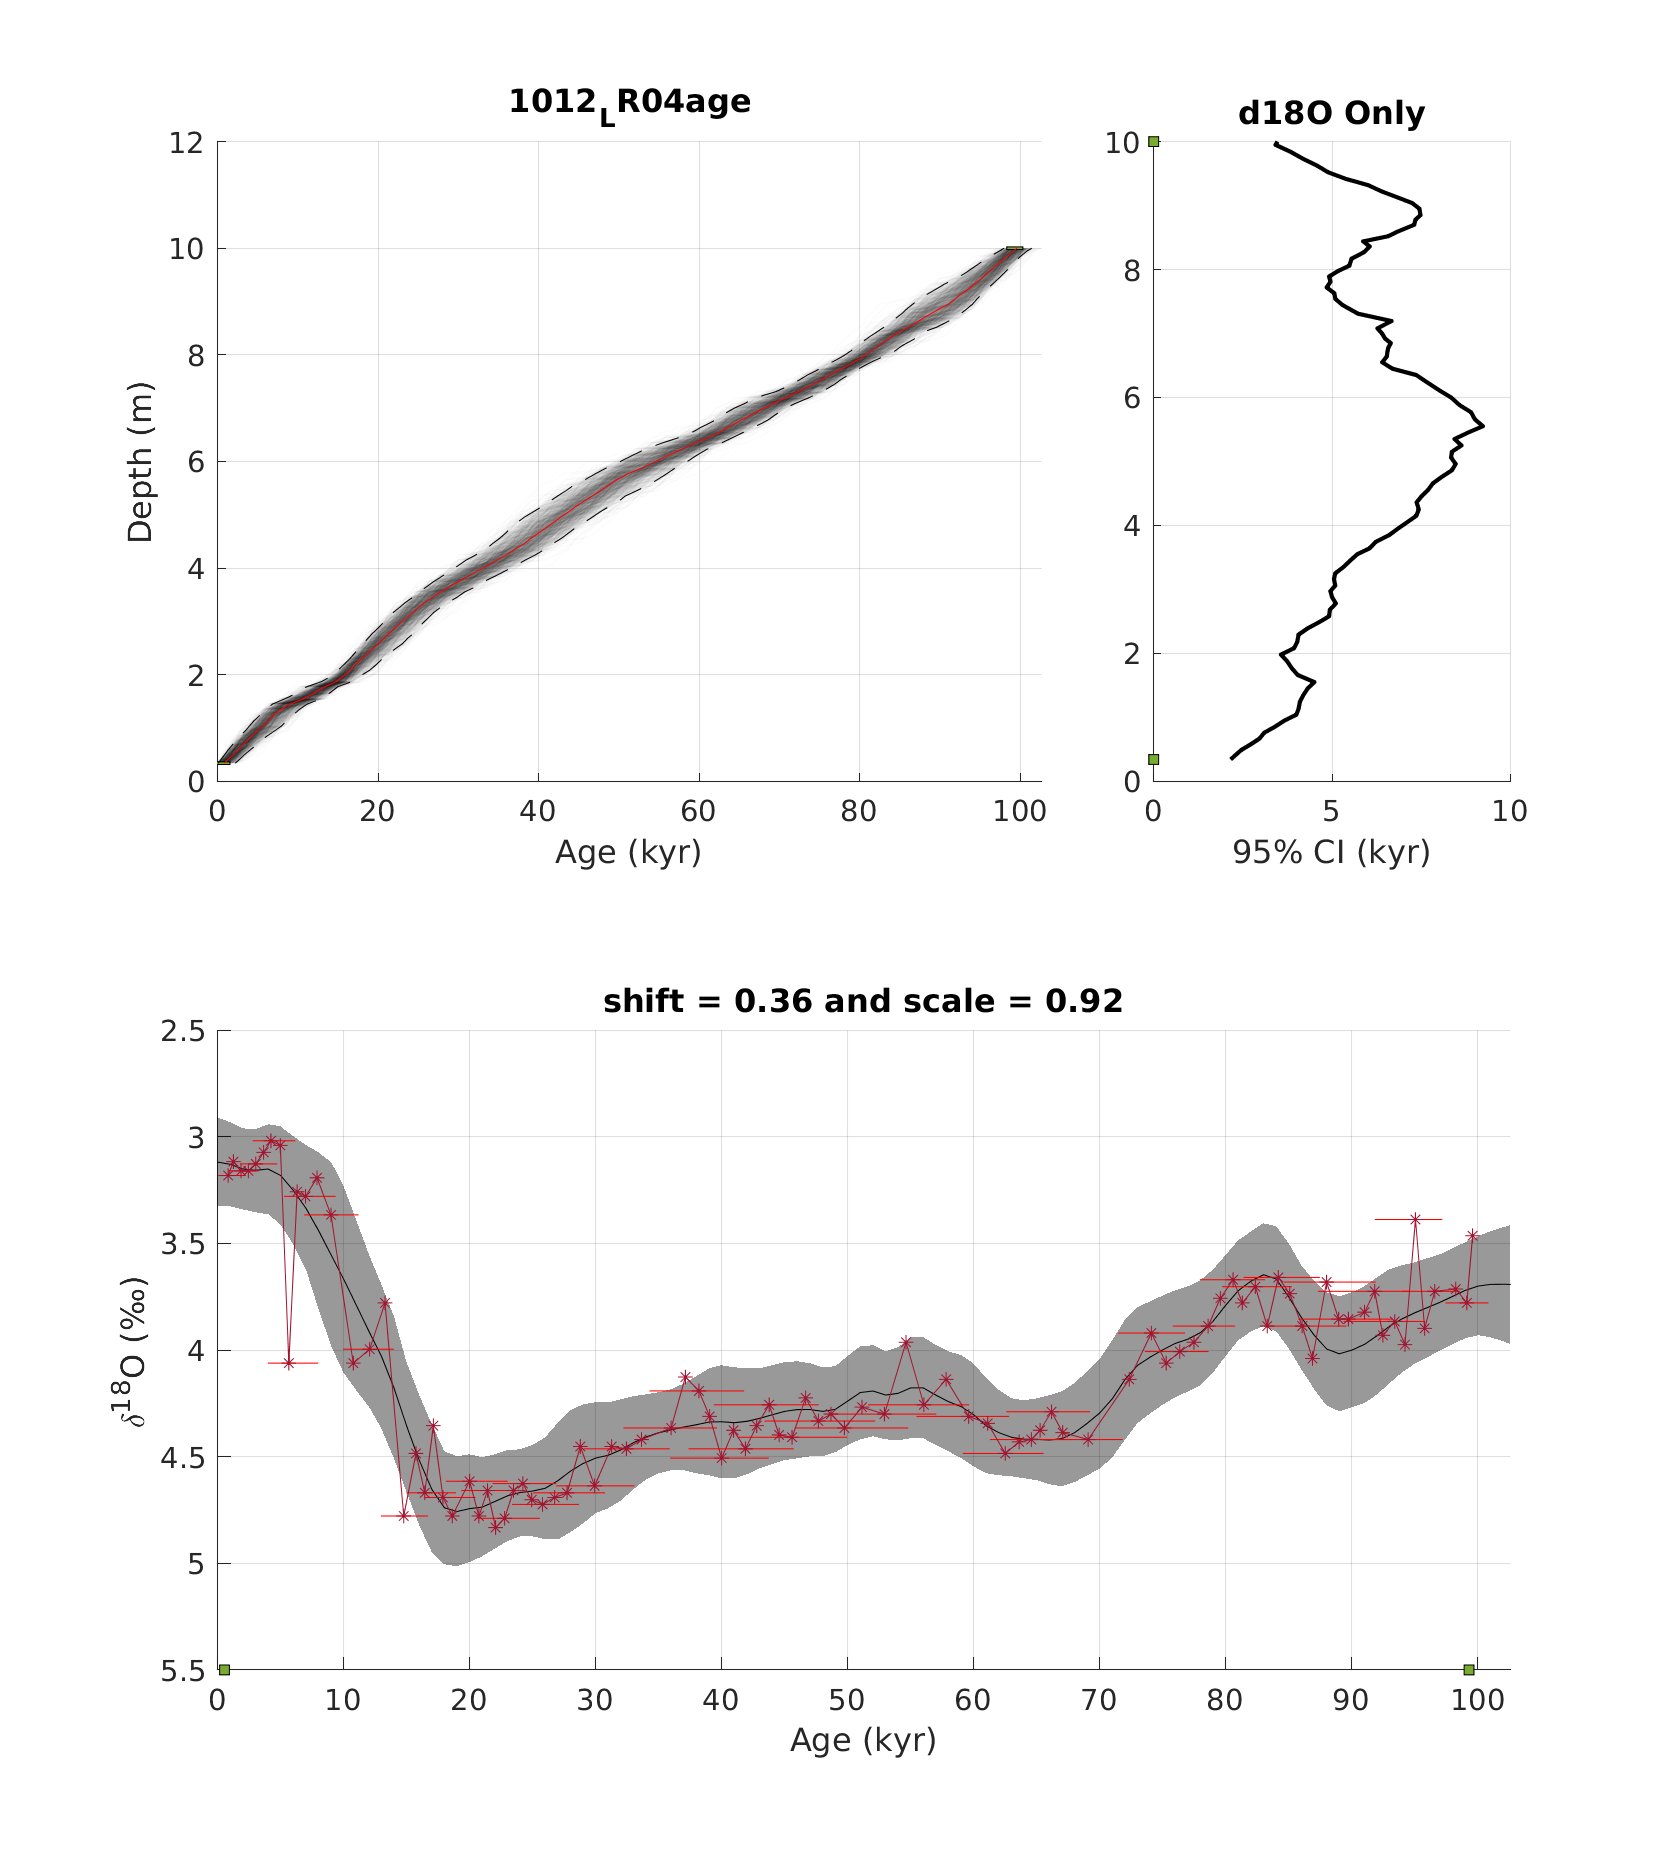 1012LR04age
12
10
8
6
4
2
0
0 20 40 60 80 100
Depth (m)
Age (kyr)
d18O Only
10
8
6
4
2
0
0 5 10
95% CI (kyr)
shift = 0.36 and scale = 0.92
2.5
3
3.5
4
4.5
5
5.5
0 10 20 30 40 50 60 70 80 90 100
δ18O (‰)
Age (kyr)